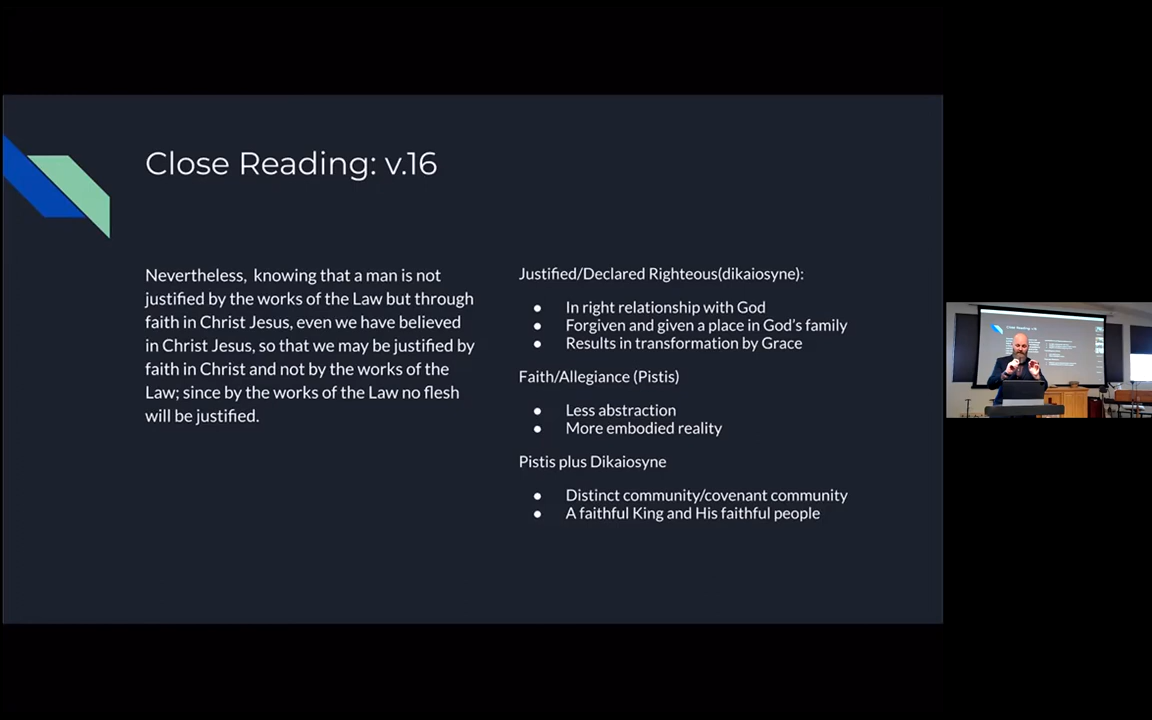 Close Reading: v.16
Nevertheless, knowing that a man is not
justified by the works of the Law but through
faith in Christ Jesus, even we have believed
in Christ Jesus, so that we may be justified by
faith in Christ and not by the works of the
Law; since by the works of the Law no flesh
will be justified.
Justified/Declared Righteous(dikaiosyne):
● In right relationship with God
● Forgiven and given a place in God's family
● Results in transformation by Grace
Faith/Allegiance (Pistis)
● Less abstraction
● More embodied reality
Pistis plus Dikaiosyne
● Distinct community/covenant community
● A faithful King and His faithful people
Close Reading: v.16